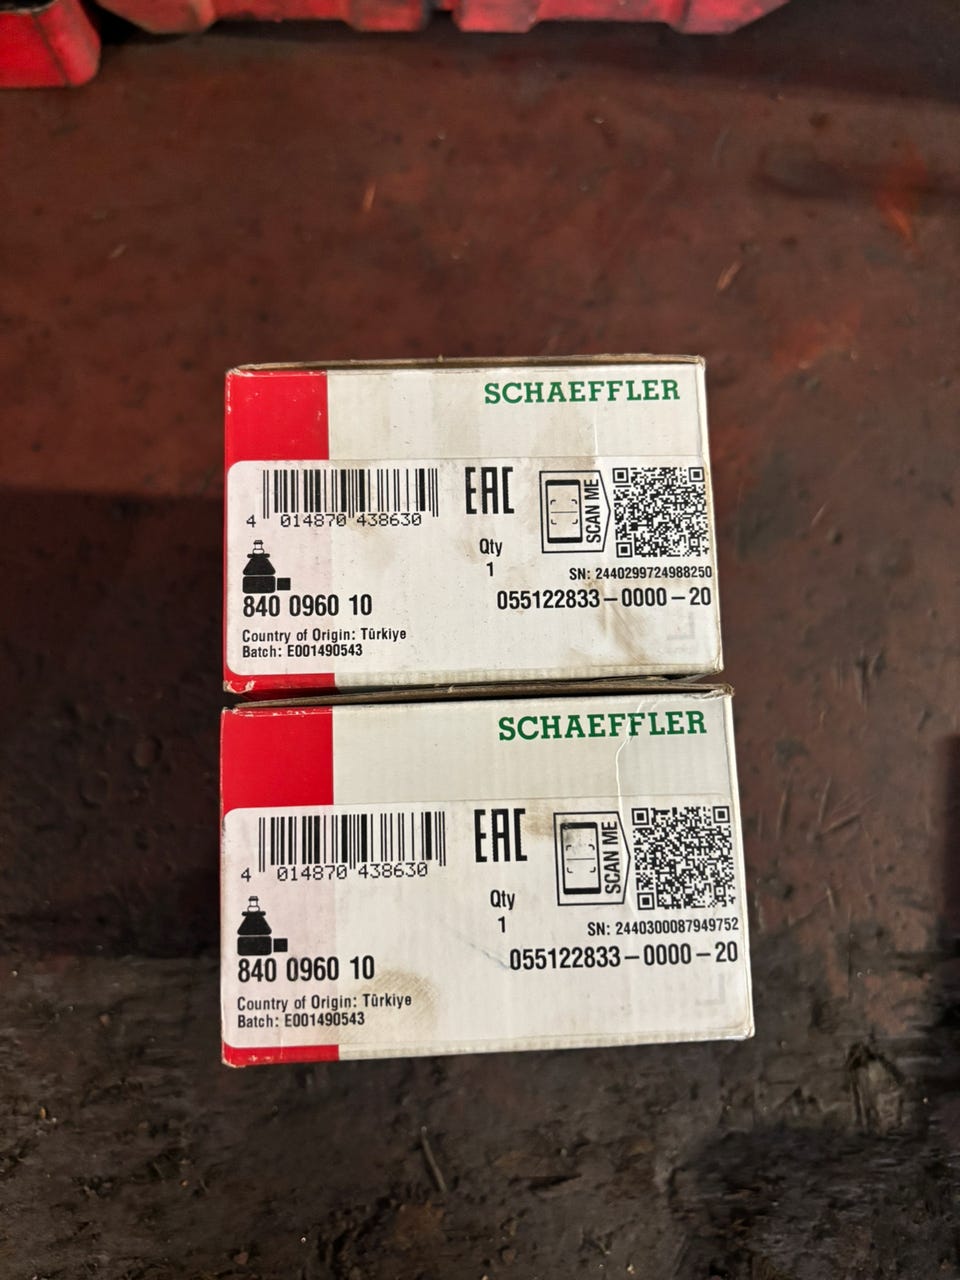 SCHAEFFLER
4 014870 438630
EAC
SCAN ME
Qty
1
SN: 2440299724988250
840 0960 10
055122833-0000-20
Country of Origin: Türkiye
Batch: E001490543
SCHAEFFLER
4 014870 438630
EAC
SCAN ME
Qty
1
SN: 2440300087949752
840 0960 10
055122833-0000-20
Country of Origin: Türkiye
Batch: E001490543